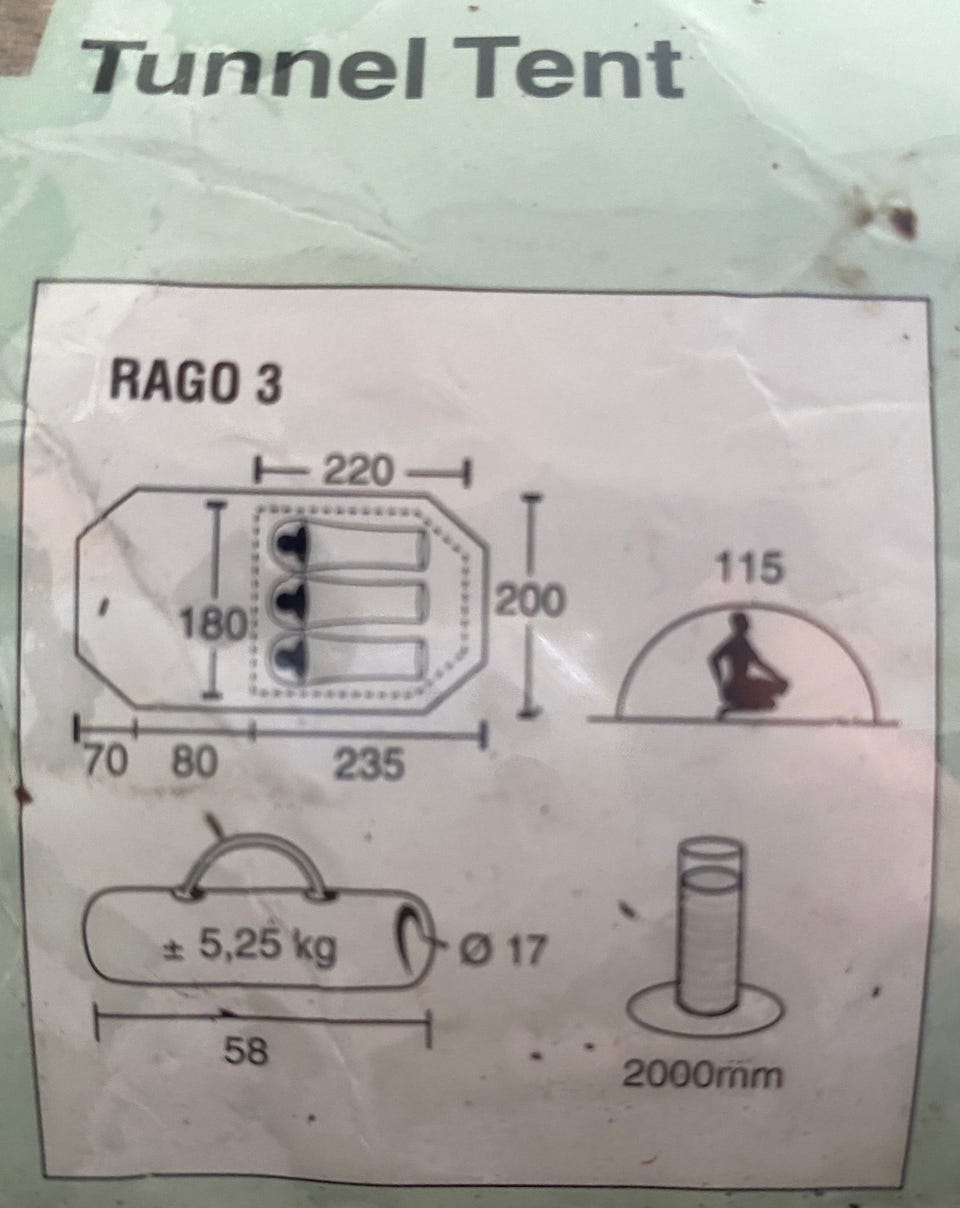 Tunnel Tent
RAGO 3
220
180
200
115
70 80 235
± 5,25 kg
Ø 17
58
2000mm